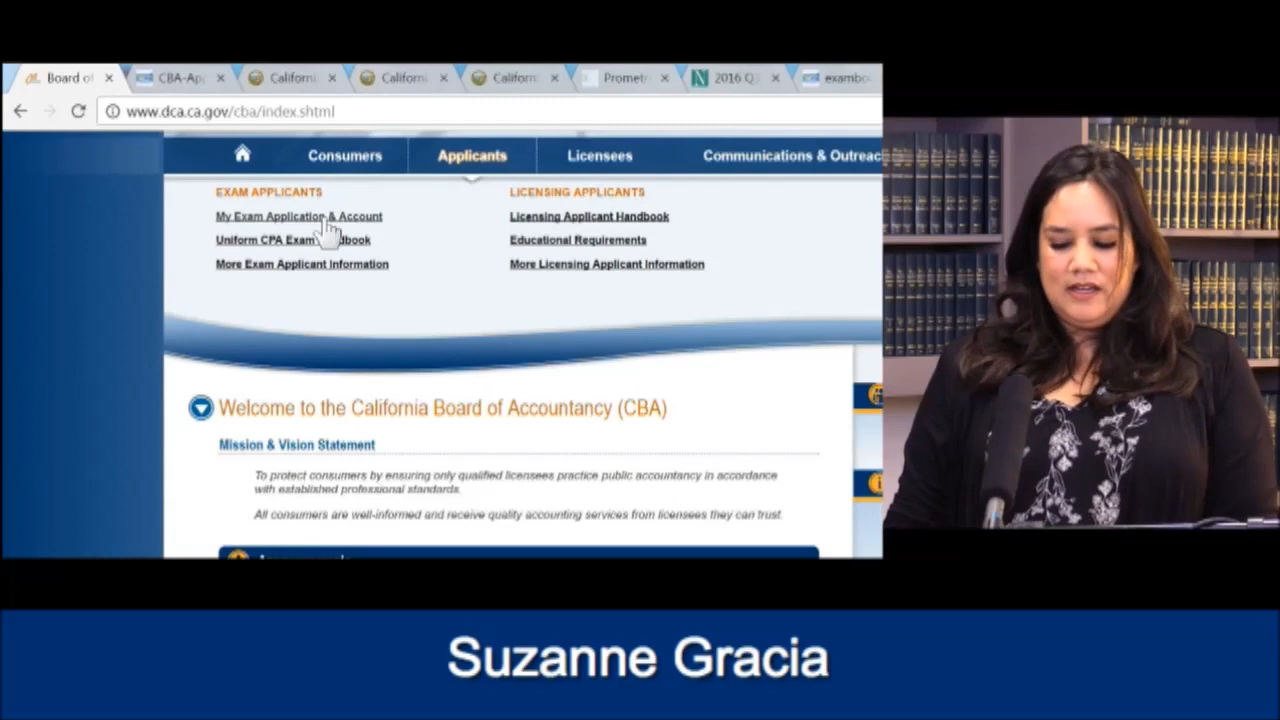 Board of
CBA-Ap
Californi
Californi
Californi
Prometr
2016 Q
exambo
www.dca.ca.gov/cba/index.shtml
Consumers
Applicants
Licensees
Communications & Outreac
EXAM APPLICANTS
LICENSING APPLICANTS
My Exam Application & Account
Licensing Applicant Handbook
Uniform CPA Exam dbook
Educational Requirements
More Exam Applicant Information
More Licensing Applicant Information
Welcome to the California Board of Accountancy (CBA)
Mission & Vision Statement
To protect consumers by ensuring only qualified licensees practice public accountancy in accordance
with established professional standards.
All consumers are well-informed and receive quality accounting services from licensees they can trust.
Suzanne Gracia